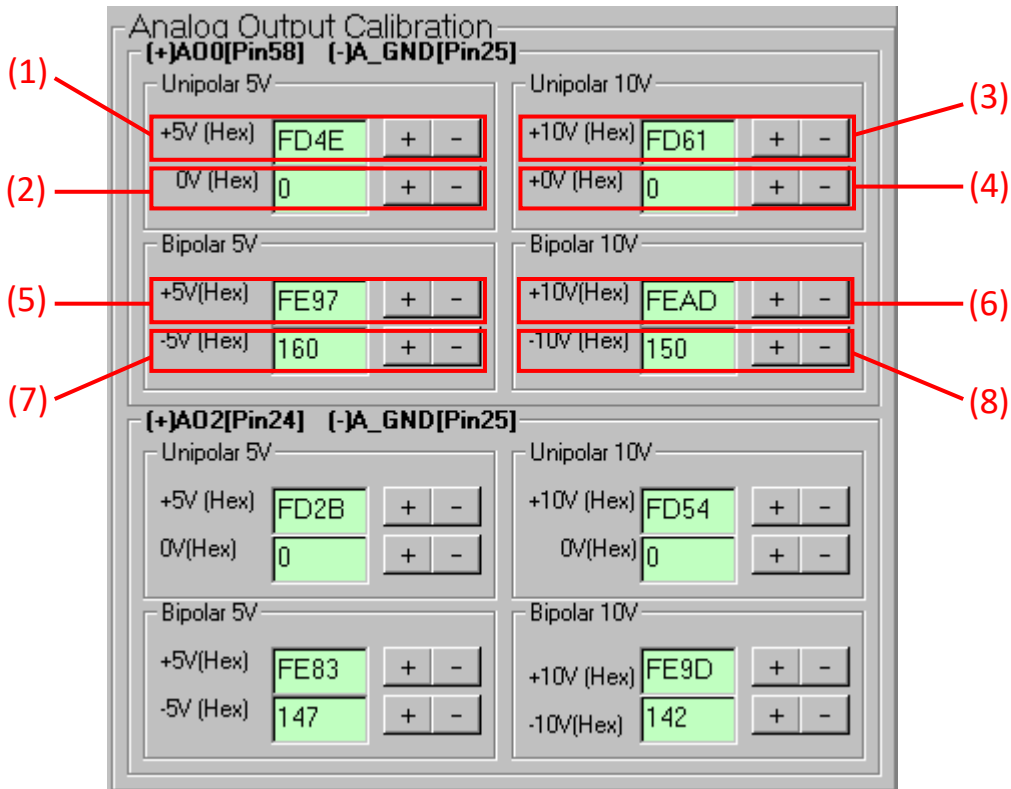 Analog Output Calibration
(+)AO0[Pin58] (-)A_GND[Pin25]
(1)
Unipolar 5V
Unipolar 10V
(3)
+5V (Hex) FD4E + -
+10V (Hex) FD61 + -
(2)
0V (Hex) 0 + -
+0V (Hex) 0 + -
(4)
Bipolar 5V
Bipolar 10V
(5)
+5V(Hex) FE97 + -
+10V(Hex) FEAD + -
(6)
-5V (Hex) 160 + -
-10V (Hex) 150 + -
(7)
(8)
(+)AO2[Pin24] (-)A_GND[Pin25]
Unipolar 5V
Unipolar 10V
+5V (Hex) FD2B + -
+10V (Hex) FD54 + -
0V(Hex) 0 + -
0V(Hex) 0 + -
Bipolar 5V
Bipolar 10V
+5V(Hex) FE83 + -
+10V (Hex) FE9D + -
-5V (Hex) 147 + -
-10V(Hex) 142 + -